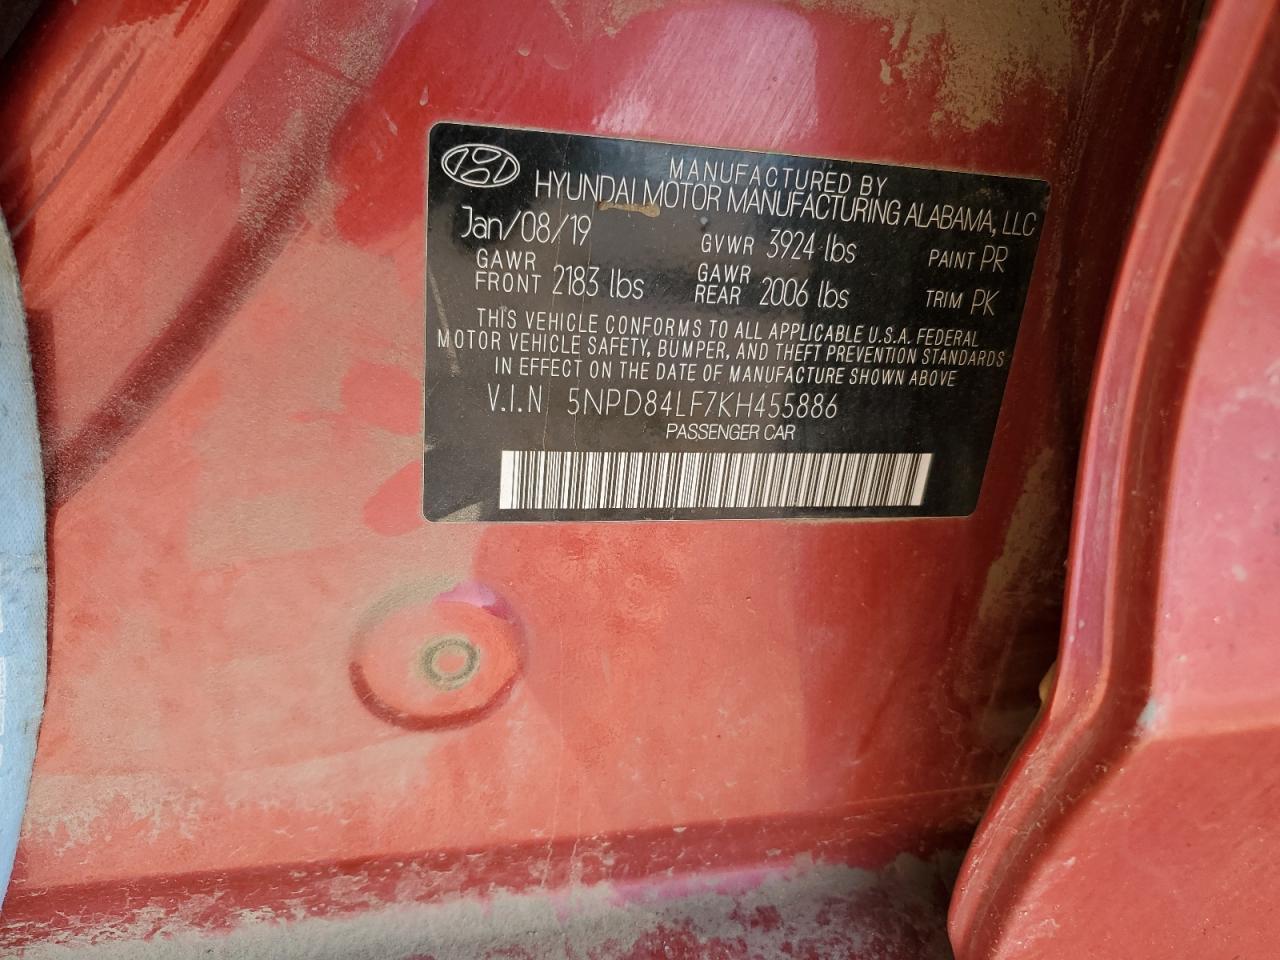 MANUFACTURED BY
HYUNDAI MOTOR MANUFACTURING ALABAMA, LLC
Jan/08/19 GVWR 3924 lbs PAINT PR
GAWR FRONT 2183 lbs GAWR REAR 2006 lbs TRIM PK
THIS VEHICLE CONFORMS TO ALL APPLICABLE U.S.A. FEDERAL
MOTOR VEHICLE SAFETY, BUMPER, AND THEFT PREVENTION STANDARDS
IN EFFECT ON THE DATE OF MANUFACTURE SHOWN ABOVE
V.I.N 5NPD84LF7KH455886
PASSENGER CAR